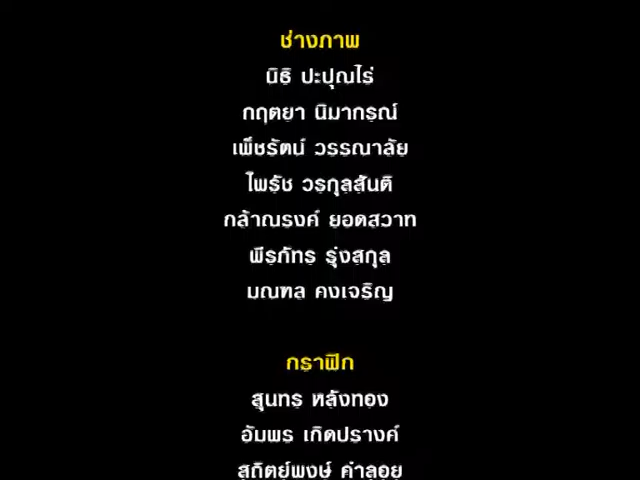 ช่างภาพ
นิธิ ปะปุณไร่
กฤตยา นิมากรณ์
เพ็ชรัตน์ วรรณาลัย
ไพรัช วรกุลสันติ
กล้าณรงค์ ยอดสวาท
พีรภัทร รุ่งสกุล
มณฑล คงเจริญ
กราฟิก
สุนทร หลังทอง
อัมพร เกิดปรางค์
สถิตย์พงษ์ คำลอย